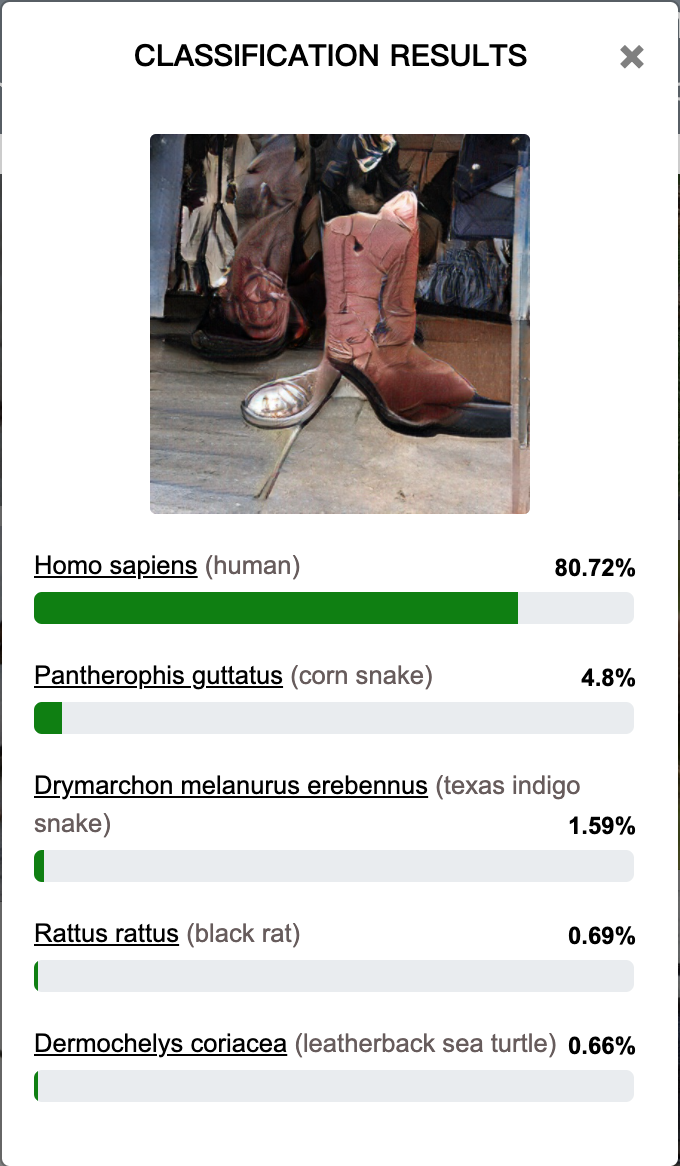 CLASSIFICATION RESULTS
Homo sapiens (human) 80.72%
Pantherophis guttatus (corn snake) 4.8%
Drymarchon melanurus erebennus (texas indigo
snake) 1.59%
Rattus rattus (black rat) 0.69%
Dermochelys coriacea (leatherback sea turtle) 0.66%